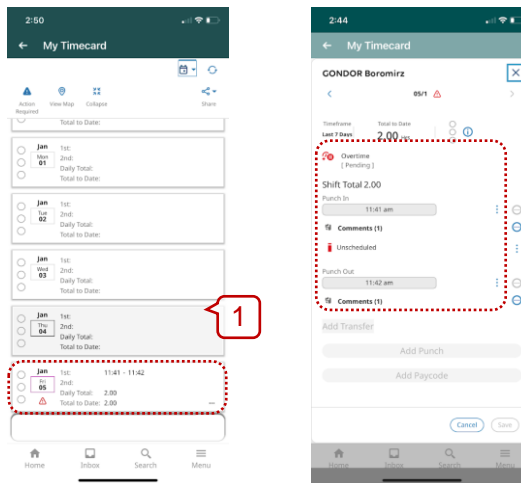 2:50
My Timecard
Action Required
View Map
Collapse
Share
Total to Date:
Jan Mon 01
1st:
2nd:
Daily Total:
Total to Date:
Jan Tue 02
1st:
2nd:
Daily Total:
Total to Date:
Jan Wed 03
1st:
2nd:
Daily Total:
Total to Date:
Jan Thu 04
1st:
2nd:
Daily Total:
Total to Date:
1
Jan Fri 05
1st: 11:41 - 11:42
2nd:
Daily Total: 2.00
Total to Date: 2.00
Home
Inbox
Search
Menu
2:44
My Timecard
GONDOR Boromirz
05/1
Timeframe
Last 7 Days
Total to Date
2.00
Overtime
[ Pending ]
Shift Total 2.00
Punch In
11:41 am
Comments (1)
Unscheduled
Punch Out
11:42 am
Comments (1)
Add Transfer
Add Punch
Add Paycode
Cancel
Save
Home
Inbox
Search
Menu